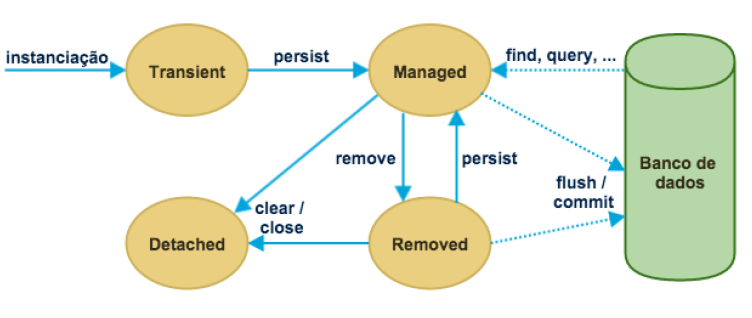 instanciação
Transient
persist
Managed
find, query, ...
Banco de
dados
remove
persist
flush /
commit
clear /
close
Detached
Removed